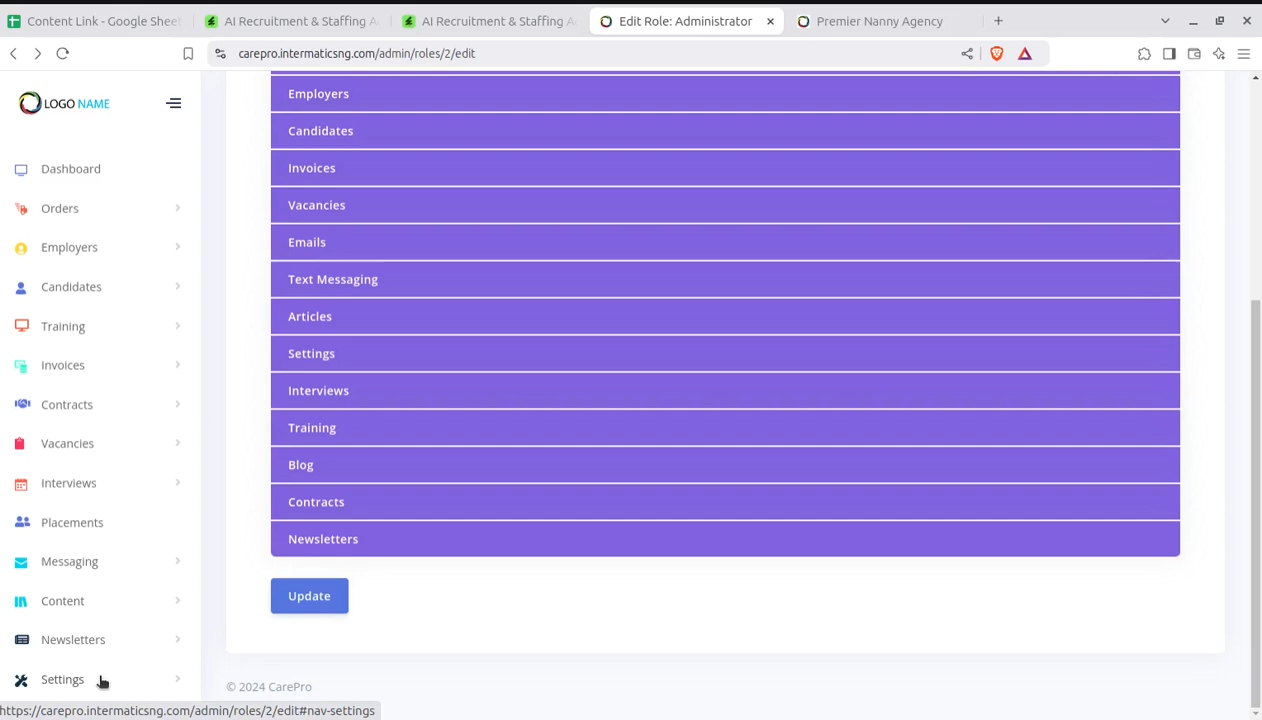 Content Link - Google Sheet
AI Recruitment & Staffing A
AI Recruitment & Staffing A
Edit Role: Administrator
Premier Nanny Agency
carepro.intermaticsng.com/admin/roles/2/edit
LOGO NAME
Dashboard
Orders
Employers
Candidates
Training
Invoices
Contracts
Vacancies
Interviews
Placements
Messaging
Content
Newsletters
Settings
Employers
Candidates
Invoices
Vacancies
Emails
Text Messaging
Articles
Settings
Interviews
Training
Blog
Contracts
Newsletters
Update
© 2024 CarePro
https://carepro.intermaticsng.com/admin/roles/2/edit#nav-settings